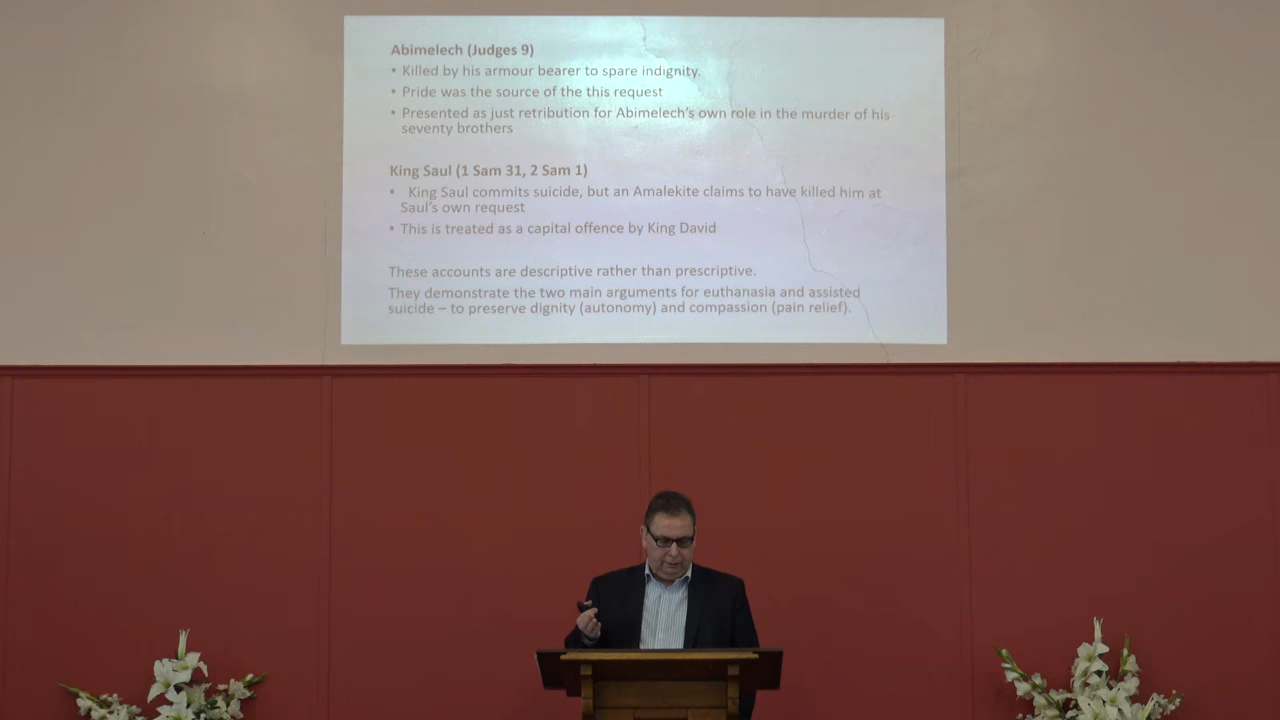 Abimelech (Judges 9)
• Killed by his armour bearer to spare indignity.
• Pride was the source of the this request
• Presented as just retribution for Abimelech's own role in the murder of his
seventy brothers
King Saul (1 Sam 31, 2 Sam 1)
• King Saul commits suicide, but an Amalekite claims to have killed him at
Saul's own request
• This is treated as a capital offence by King David
These accounts are descriptive rather than prescriptive.
They demonstrate the two main arguments for euthanasia and assisted
suicide – to preserve dignity (autonomy) and compassion (pain relief).